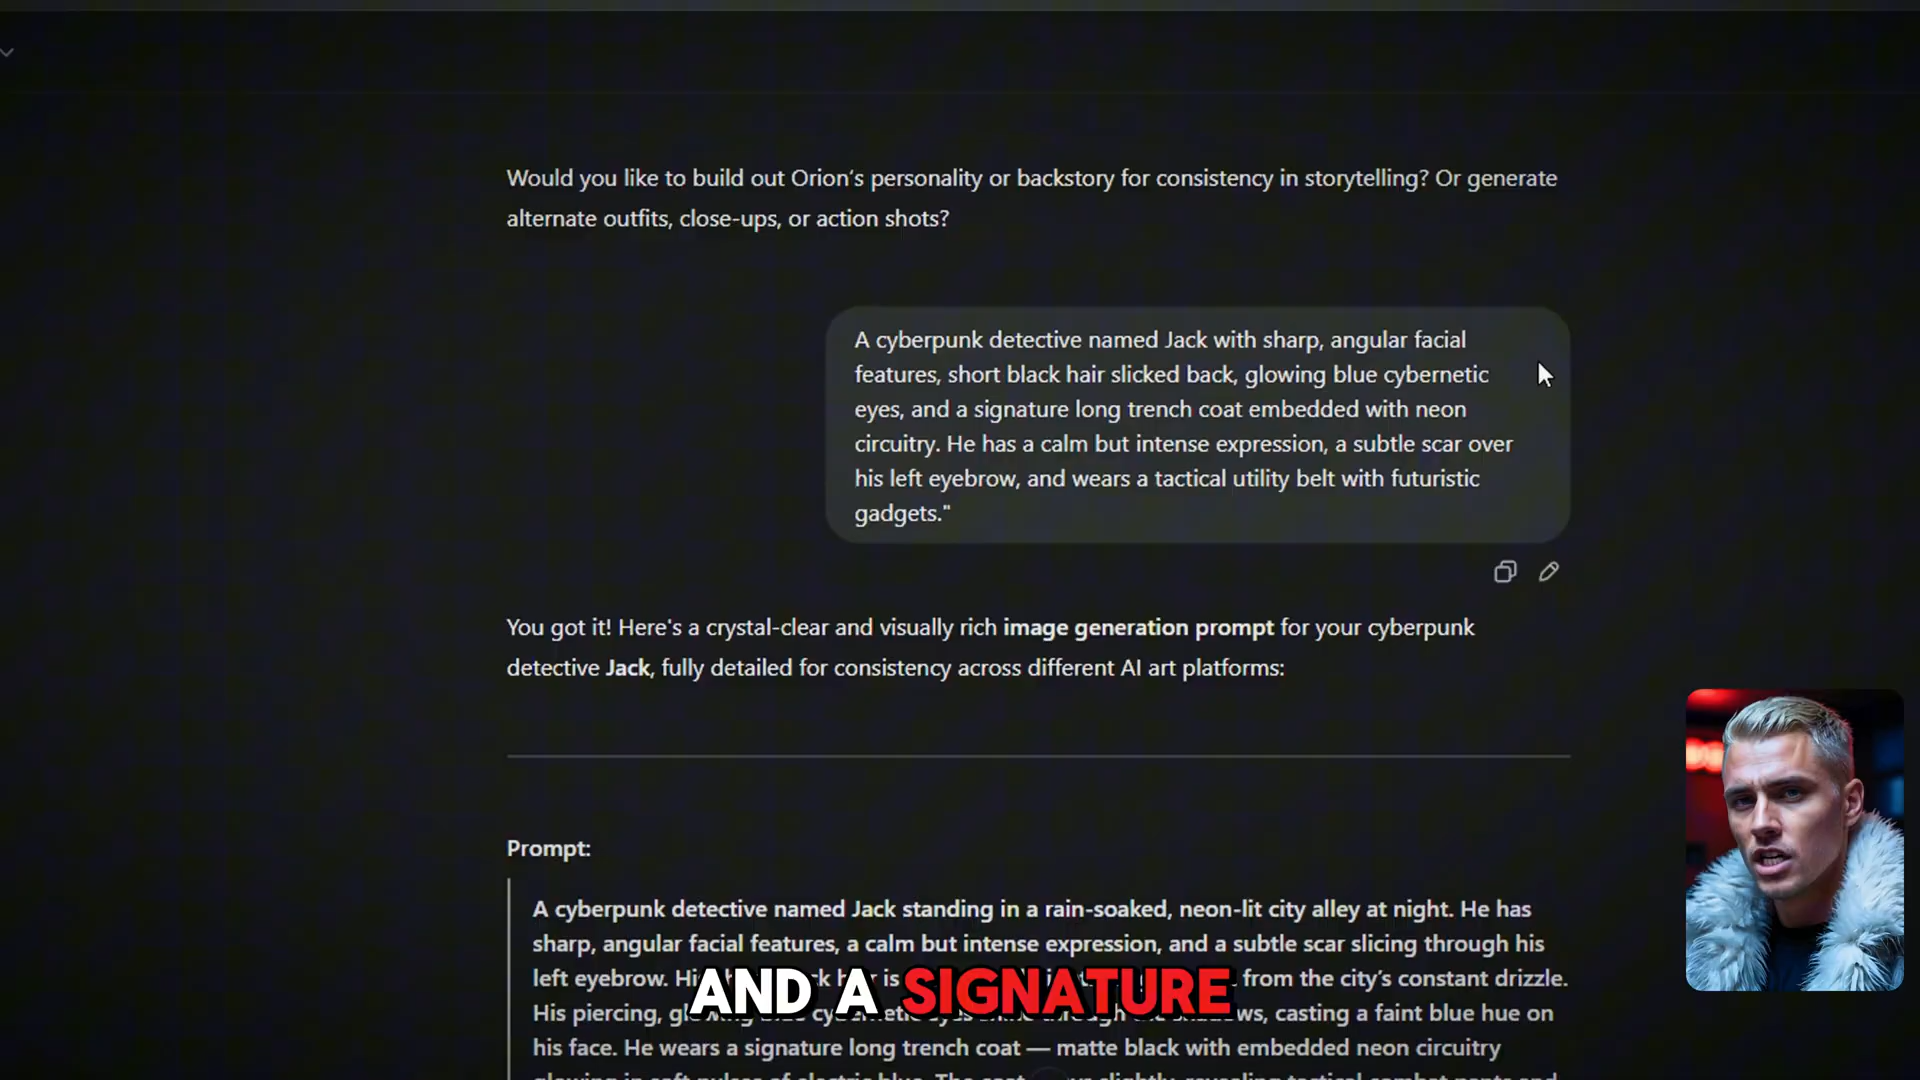 Would you like to build out Orion's personality or backstory for consistency in storytelling? Or generate
alternate outfits, close-ups, or action shots?
A cyberpunk detective named Jack with sharp, angular facial
features, short black hair slicked back, glowing blue cybernetic
eyes, and a signature long trench coat embedded with neon
circuitry. He has a calm but intense expression, a subtle scar over
his left eyebrow, and wears a tactical utility belt with futuristic
gadgets."
You got it! Here's a crystal-clear and visually rich image generation prompt for your cyberpunk
detective Jack, fully detailed for consistency across different AI art platforms:
Prompt:
A cyberpunk detective named Jack standing in a rain-soaked, neon-lit city alley at night. He has
sharp, angular facial features, a calm but intense expression, and a subtle scar slicing through his
left eyebrow. from the city's constant drizzle.
AND A SIGNATURE
His piercing, casting a faint blue hue on
his face. He wears a signature long trench coat — matte black with embedded neon circuitry